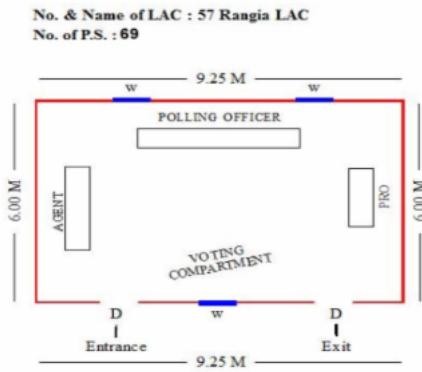 No. & Name of LAC : 57 Rangia LAC
No. of P.S. : 69
9.25 M
W W
POLLING OFFICER
6.00 M
AGENT
PRO
6.00 M
VOTING
COMPARTMENT
D W D
Entrance Exit
9.25 M